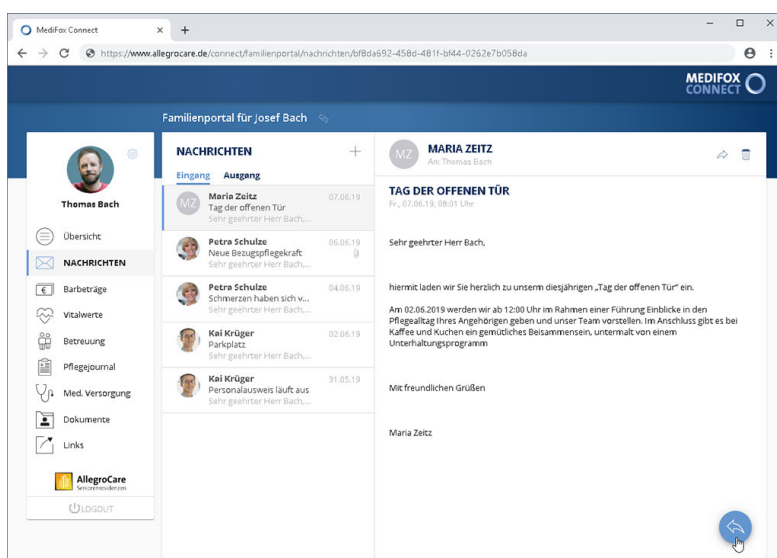 MediFox Connect
https://www.allegrocare.de/connect/familienportal/nachrichten/bf8da692-458d-481f-bf44-0262e7b058da
MEDIFOX
CONNECT
Familienportal für Josef Bach
Thomas Bach
Übersicht
NACHRICHTEN
Barbeträge
Vitalwerte
Betreuung
Pflegejournal
Med. Versorgung
Dokumente
Links
AllegroCare
Seniorenresidenzen
LOGOUT
NACHRICHTEN
Eingang Ausgang
MZ
Maria Zeitz 07.06.19
Tag der offenen Tür
Sehr geehrter Herr Bach,...
Petra Schulze 06.06.19
Neue Bezugspflegekraft
Sehr geehrter Herr Bach,...
Petra Schulze 04.06.19
Schmerzen haben sich v...
Sehr geehrter Herr Bach,...
Kai Krüger 02.06.19
Parkplatz
Sehr geehrter Herr Bach,...
Kai Krüger 31.05.19
Personalausweis läuft aus
Sehr geehrter Herr Bach,...
MZ
MARIA ZEITZ
An: Thomas Bach
TAG DER OFFENEN TÜR
Fr., 07.06.19, 08:01 Uhr
Sehr geehrter Herr Bach,
hiermit laden wir Sie herzlich zu unserm diesjährigen „Tag der offenen Tür“ ein.
Am 02.06.2019 werden wir ab 12:00 Uhr im Rahmen einer Führung Einblicke in den
Pflegealltag Ihres Angehörigen geben und unser Team vorstellen. Im Anschluss gibt es bei
Kaffee und Kuchen ein gemütliches Beisammensein, untermalt von einem
Unterhaltungsprogramm
Mit freundlichen Grüßen
Maria Zeitz